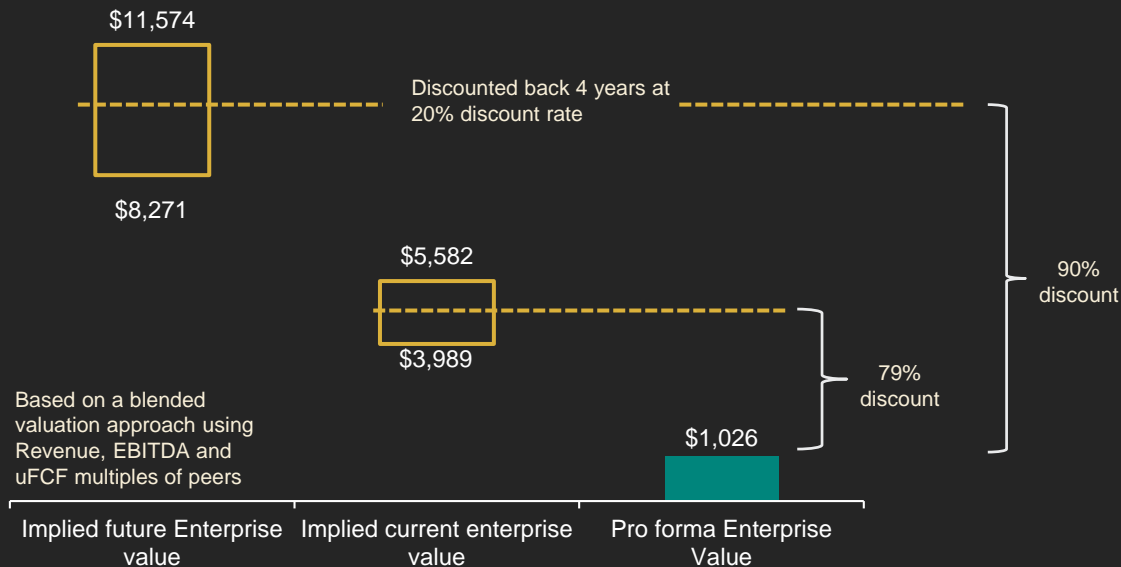 $11,574
Discounted back 4 years at
20% discount rate
$8,271
$5,582
90%
discount
$3,989
79%
discount
Based on a blended
valuation approach using
Revenue, EBITDA and
uFCF multiples of peers
$1,026
Implied future Enterprise
value
Implied current enterprise
value
Pro forma Enterprise
Value